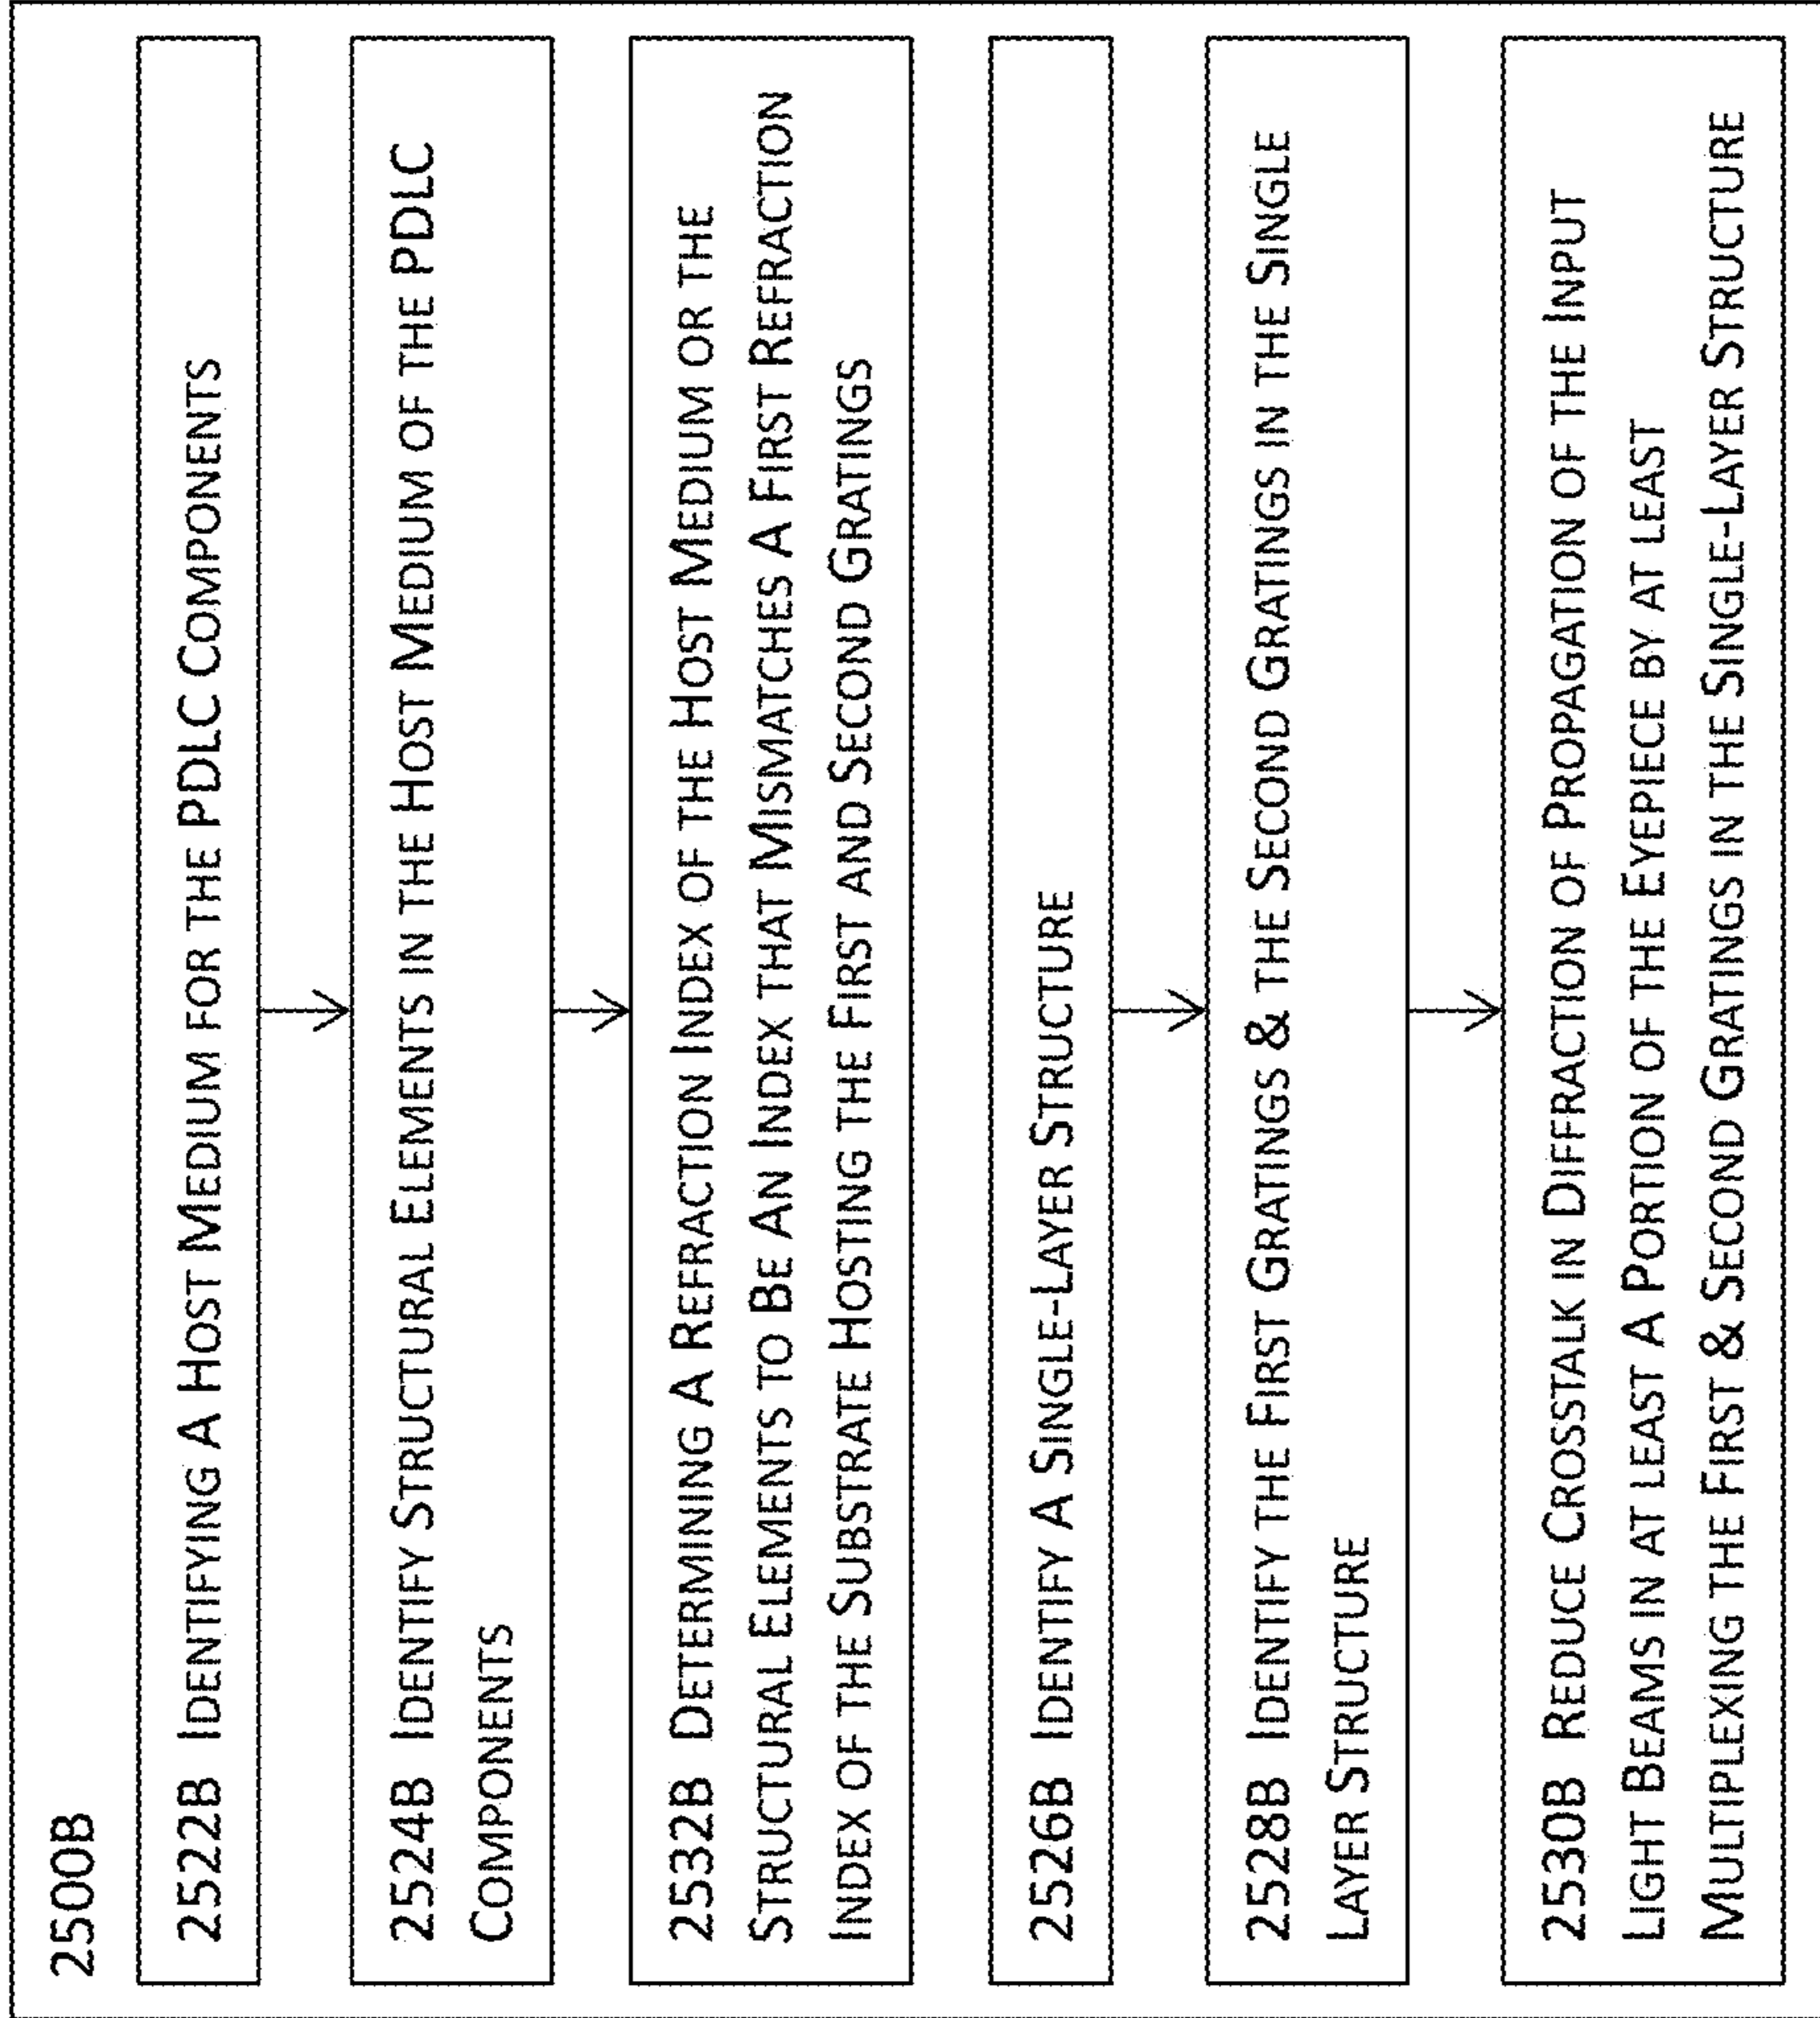 2500B
2522B IDENTIFYING A HOST MEDIUM FOR THE PDLC COMPONENTS
2524B IDENTIFY STRUCTURAL ELEMENTS IN THE HOST MEDIUM OF THE PDLC
COMPONENTS
2532B DETERMINING A REFRACTION INDEX OF THE HOST MEDIUM OR THE
STRUCTURAL ELEMENTS TO BE AN INDEX THAT MISMATCHES A FIRST REFRACTION
INDEX OF THE SUBSTRATE HOSTING THE FIRST AND SECOND GRATINGS
2526B IDENTIFY A SINGLE-LAYER STRUCTURE
2528B IDENTIFY THE FIRST GRATINGS & THE SECOND GRATINGS IN THE SINGLE
LAYER STRUCTURE
2530B REDUCE CROSSTALK IN DIFFRACTION OF PROPAGATION OF THE INPUT
LIGHT BEAMS IN AT LEAST A PORTION OF THE EYEPIECE BY AT LEAST
MULTIPLEXING THE FIRST & SECOND GRATINGS IN THE SINGLE-LAYER STRUCTURE